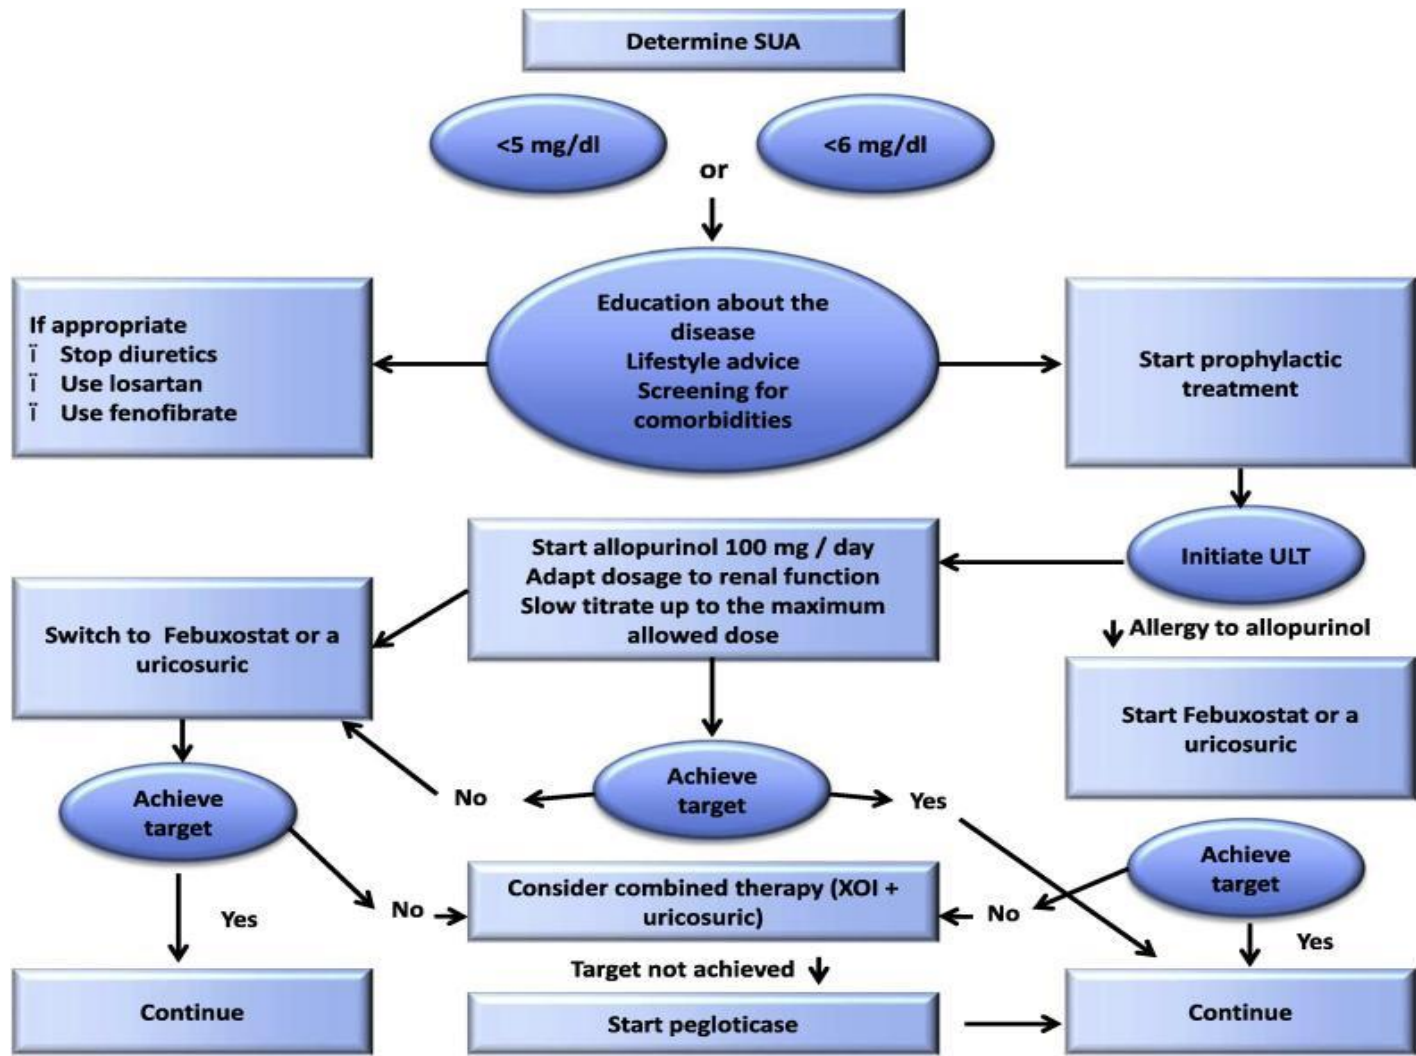 Determine SUA
<5 mg/dl
<6 mg/dl
or
If appropriate
ï Stop diuretics
ï Use losartan
ï Use fenofibrate
Education about the
disease
Lifestyle advice
Screening for
comorbidities
Start prophylactic
treatment
Start allopurinol 100 mg / day
Adapt dosage to renal function
Slow titrate up to the maximum
allowed dose
Initiate ULT
Allergy to allopurinol
Switch to Febuxostat or a
uricosuric
Start Febuxostat or a
uricosuric
Achieve
target
No
Achieve
target
Yes
Achieve
target
Yes
No
Consider combined therapy (XOI +
uricosuric)
No
Yes
Target not achieved
Continue
Start pegloticase
Continue